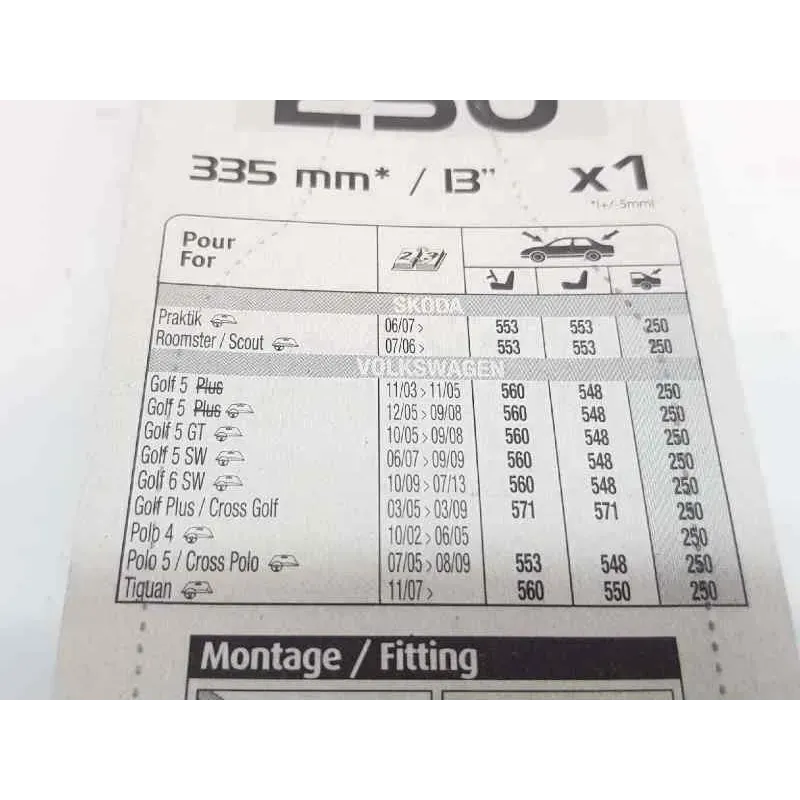 250
335 mm* / 13" x1
*(+/-5mm)
Pour
For
SKODA
Praktik 06/07 > 553 553 250
Roomster / Scout 07/06 > 553 553 250
VOLKSWAGEN
Golf 5 Plus 11/03 > 11/05 560 548 250
Golf 5 Plus 12/05 > 09/08 560 548 250
Golf 5 GT 10/05 > 09/08 560 548 250
Golf 5 SW 06/07 > 09/09 560 548 250
Golf 6 SW 10/09 > 07/13 560 548 250
Golf Plus / Cross Golf 03/05 > 03/09 571 571 250
Polo 4 10/02 > 06/05 250
Polo 5 / Cross Polo 07/05 > 08/09 553 548 250
Tiguan 11/07 > 560 550 250
Montage / Fitting